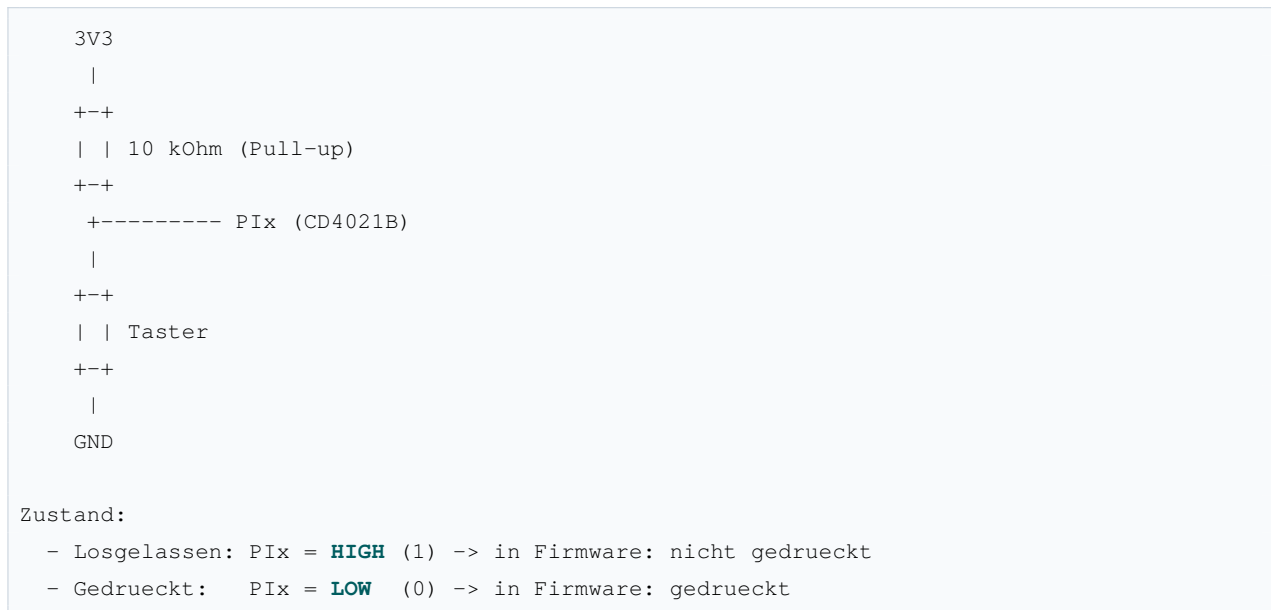 3V3
|
+-+
| | 10 kOhm (Pull-up)
+-+
+--------- PIx (CD4021B)
|
+-+
| | Taster
+-+
|
GND
Zustand:
- Losgelassen: PIx = HIGH (1) -> in Firmware: nicht gedrueckt
- Gedrueckt: PIx = LOW (0) -> in Firmware: gedrueckt